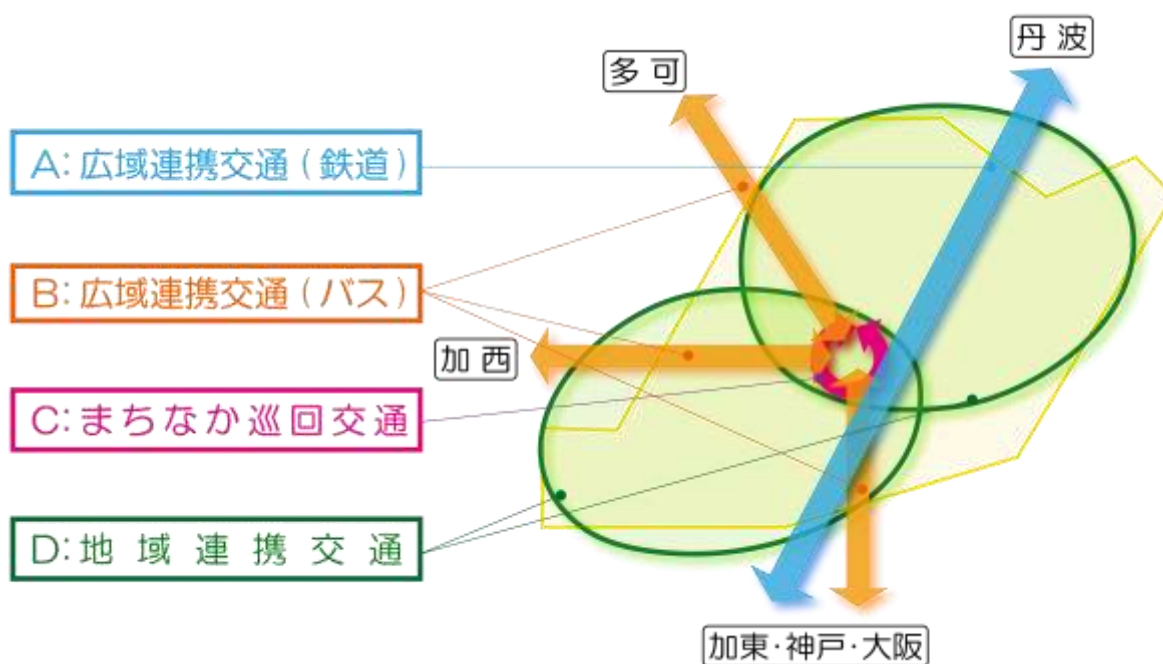 丹波
多可
A:広域連携交通(鉄道)
B:広域連携交通(バス)
加西
C:まちなか巡回交通
D:地域連携交通
加東・神戸・大阪